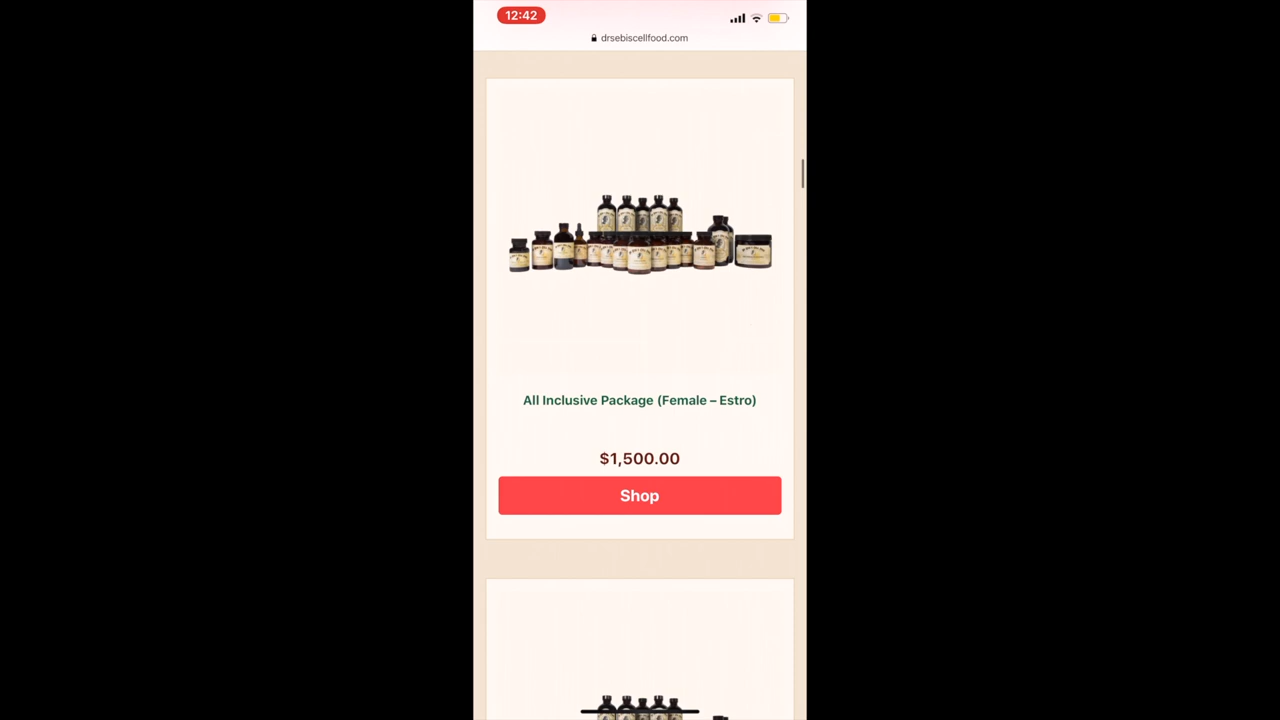 12:42
drsebiscellfood.com
All Inclusive Package (Female – Estro)
$1,500.00
Shop